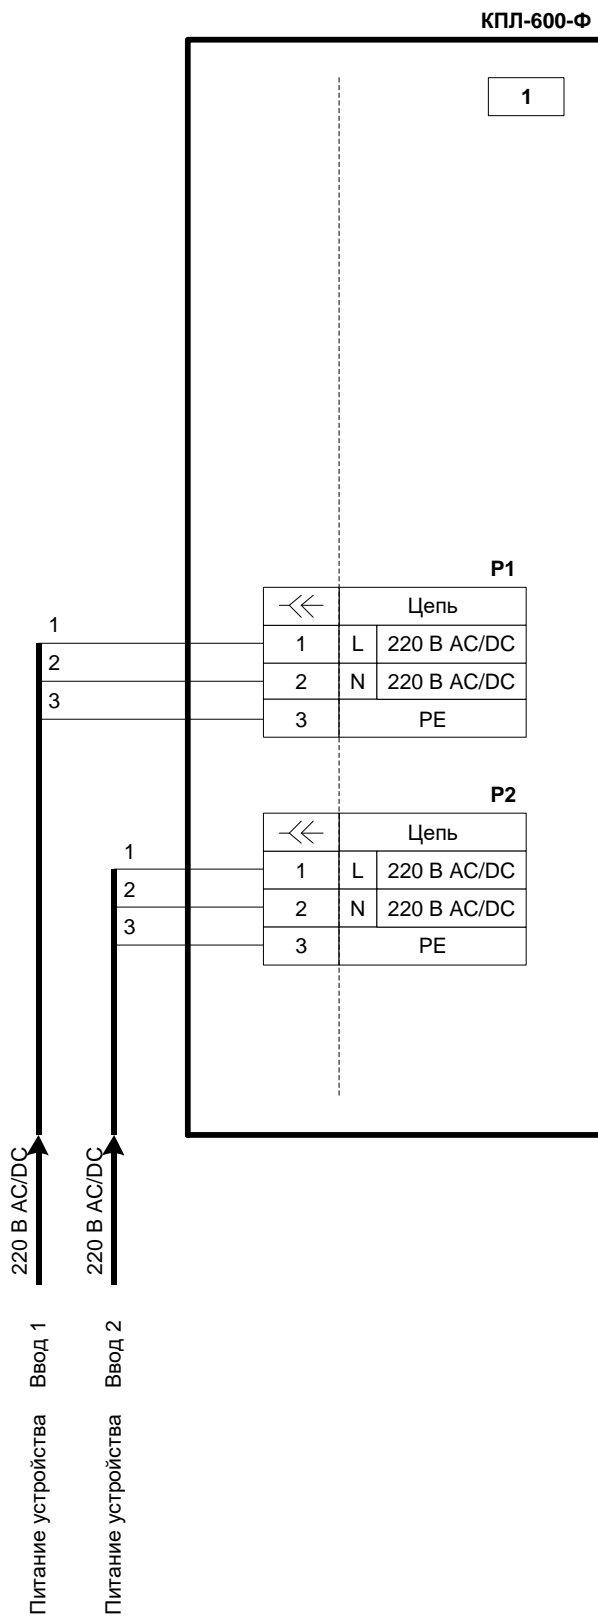 КПЛ-600-Ф
1
P1
Цепь
1 1 L 220 В AC/DC
2 2 N 220 В AC/DC
3 3 PE
P2
Цепь
1 1 L 220 В AC/DC
2 2 N 220 В AC/DC
3 3 PE
220 В AC/DC
220 В AC/DC
Питание устройства Ввод 1
Питание устройства Ввод 2